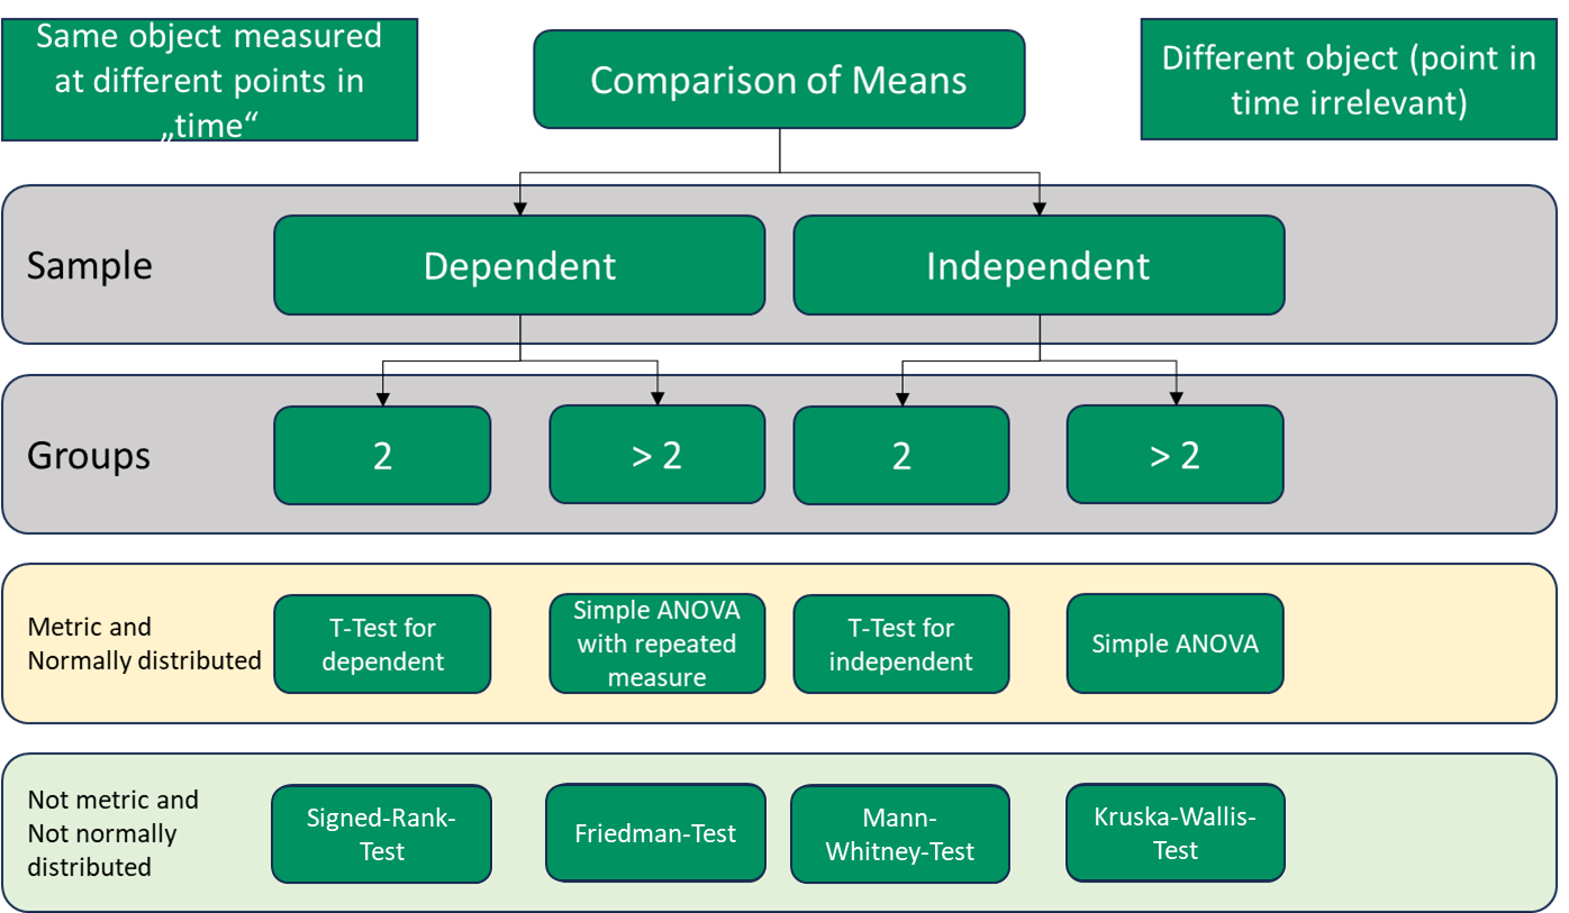 Same object measured
at different points in
„time“
Comparison of Means
Different object (point in
time irrelevant)
Sample
Dependent
Independent
Groups
2
> 2
2
> 2
Metric and
Normally distributed
T-Test for
dependent
Simple ANOVA
with repeated
measure
T-Test for
independent
Simple ANOVA
Not metric and
Not normally
distributed
Signed-Rank-
Test
Friedman-Test
Mann-
Whitney-Test
Kruska-Wallis-
Test